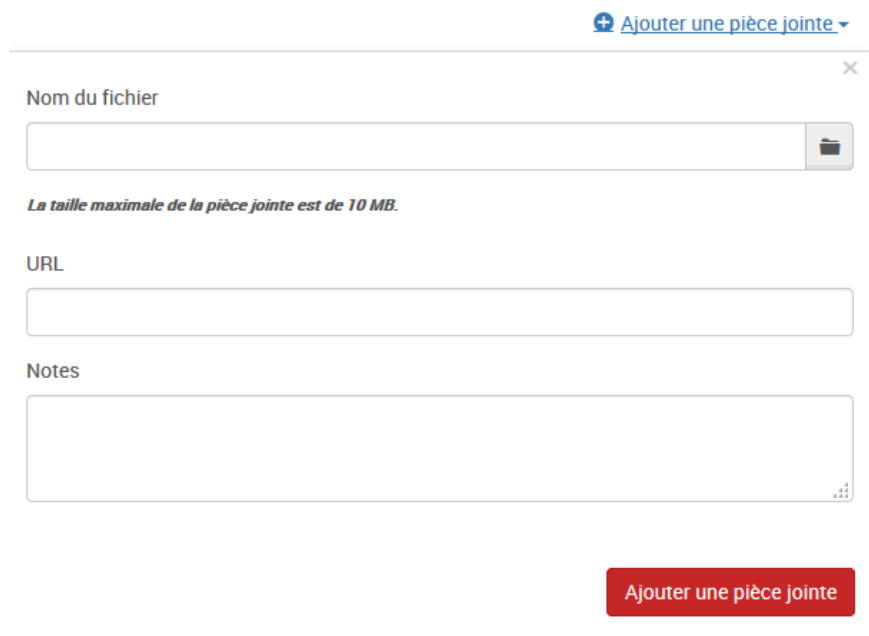 Ajouter une pièce jointe
Nom du fichier
La taille maximale de la pièce jointe est de 10 MB.
URL
Notes
Ajouter une pièce jointe